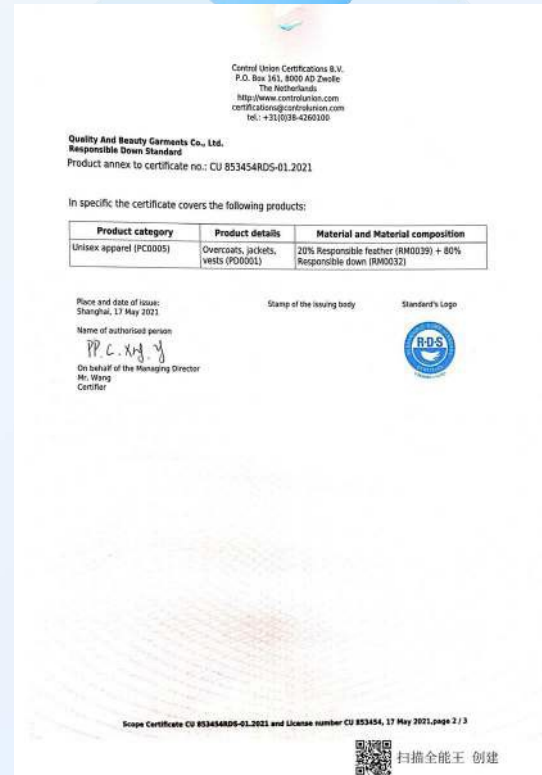 Control Union Certifications B.V.
P.O. Box 161, 8000 AD Zwolle
The Netherlands
http://www.controlunion.com
certifications@controlunion.com
tel.: +31(0)38-4260100
Quality And Beauty Garments Co., Ltd.
Responsible Down Standard
Product annex to certificate no.: CU 853454RDS-01.2021
In specific the certificate covers the following products:
Product category Product details Material and Material composition
Unisex apparel (PC0005) Overcoats, jackets, 20% Responsible feather (RM0039) + 80%
vests (PD0001) Responsible down (RM0032)
Place and date of issue: Stamp of the issuing body Standard's Logo
Shanghai, 17 May 2021
Name of authorised person
PP. C.
On behalf of the Managing Director
Mr. Wang
Certifier
R·D·S
Scope Certificate CU 853454RDS-01.2021 and License number CU 853454, 17 May 2021,page 2 / 3
扫描全能王 创建